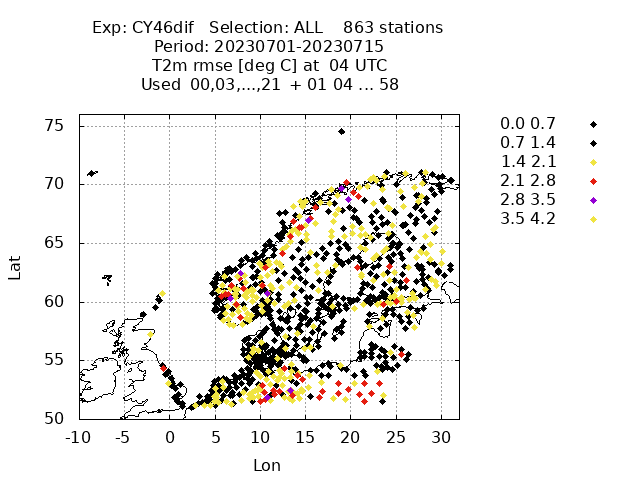 Exp: CY46dif Selection: ALL 863 stations
Period: 20230701-20230715
T2m rmse [deg C] at 04 UTC
Used 00,03,...,21 + 01 04 ... 58
0.0 0.7
0.7 1.4
1.4 2.1
2.1 2.8
2.8 3.5
3.5 4.2
75
70
65
60
55
50
Lat
-10 -5 0 5 10 15 20 25 30
Lon